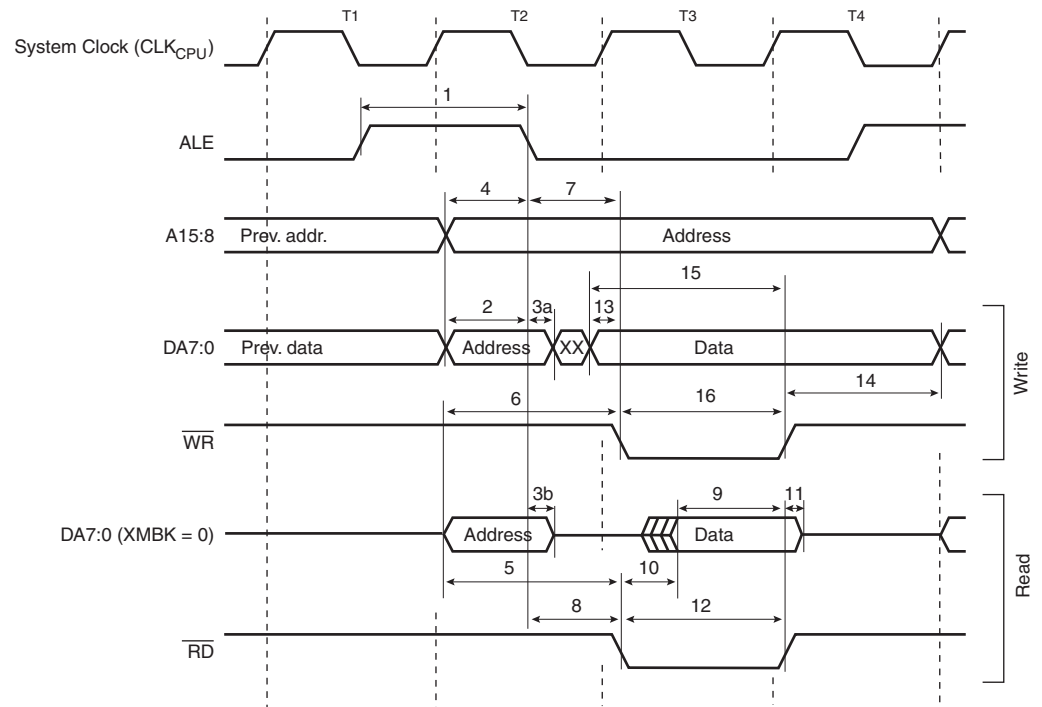 T1 T2 T3 T4
System Clock (CLKCPU)
1
ALE
4 7
A15:8 Prev. addr. Address
15
2 3a 13
DA7:0 Prev. data Address XX Data
14
6 16
WR
Write
3b 9 11
DA7:0 (XMBK = 0) Address Data
5 10
8 12
RD
Read